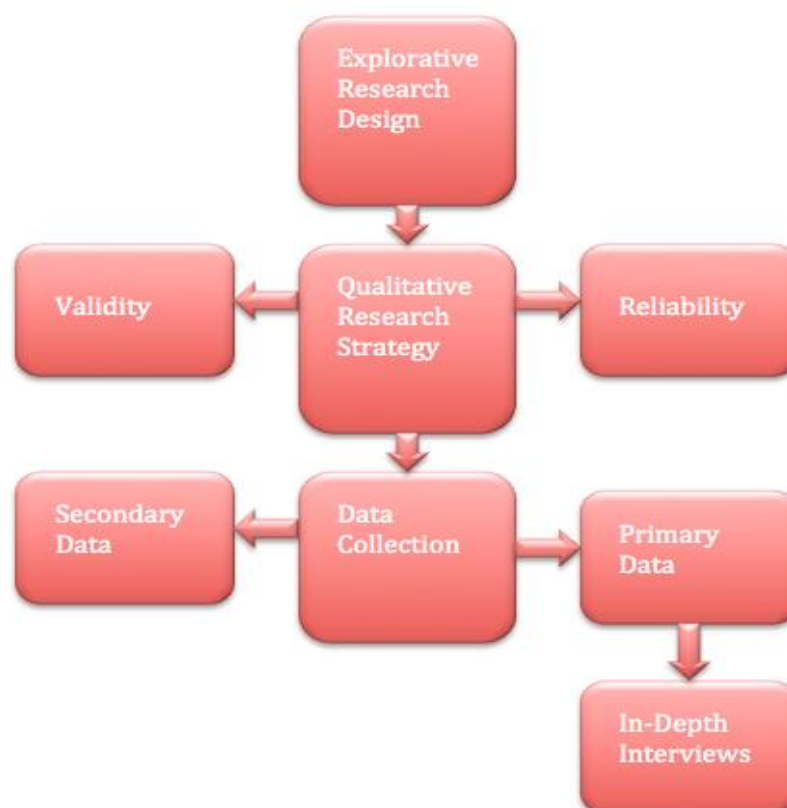 Explorative
Research
Design
Validity
Qualitative
Research
Strategy
Reliability
Secondary
Data
Data
Collection
Primary
Data
In-Depth
Interviews